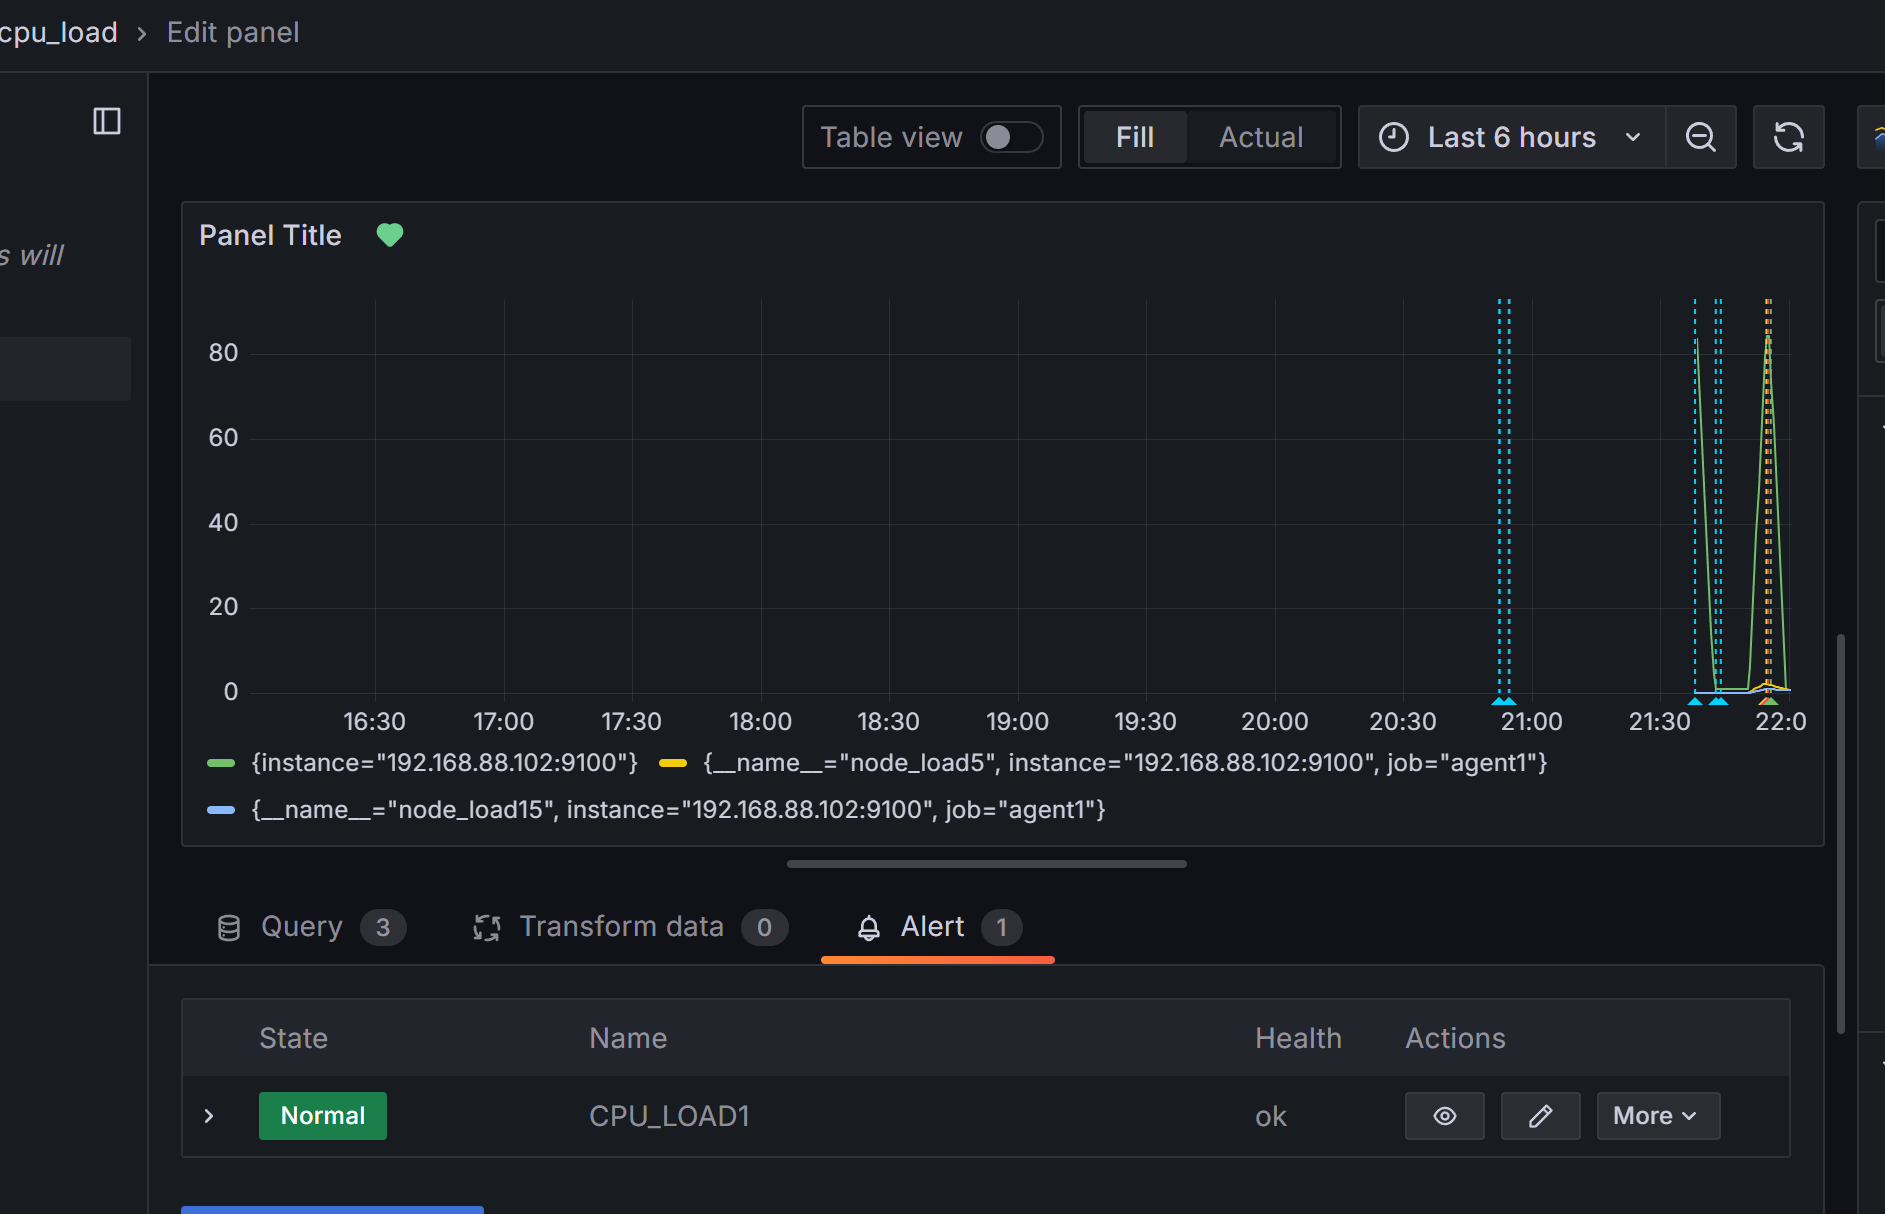 cpu_load › Edit panel
Table view Fill Actual Last 6 hours
s will
Panel Title
80
60
40
20
0
16:30 17:00 17:30 18:00 18:30 19:00 19:30 20:00 20:30 21:00 21:30 22:0
{instance="192.168.88.102:9100"} {__name__="node_load5", instance="192.168.88.102:9100", job="agent1"}
{__name__="node_load15", instance="192.168.88.102:9100", job="agent1"}
Query 3 Transform data 0 Alert 1
State Name Health Actions
Normal CPU_LOAD1 ok More